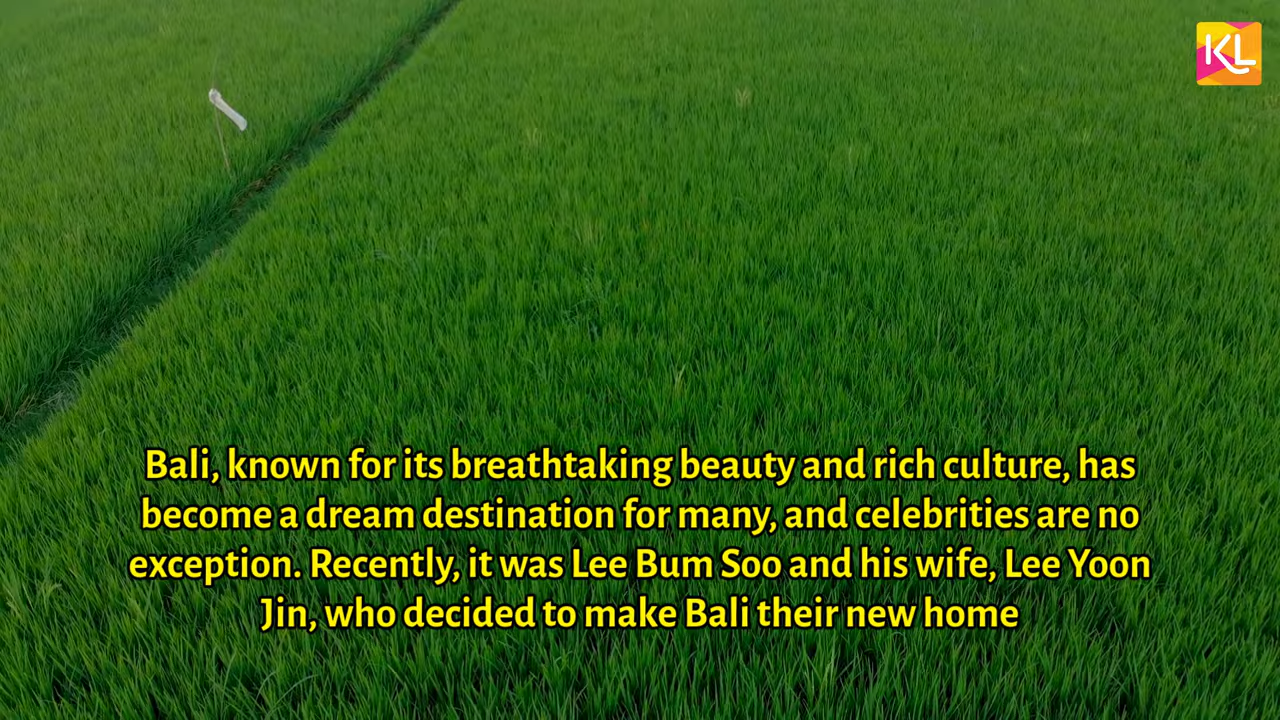 KL
Bali, known for its breathtaking beauty and rich culture, has
become a dream destination for many, and celebrities are no
exception. Recently, it was Lee Bum Soo and his wife, Lee Yoon
Jin, who decided to make Bali their new home